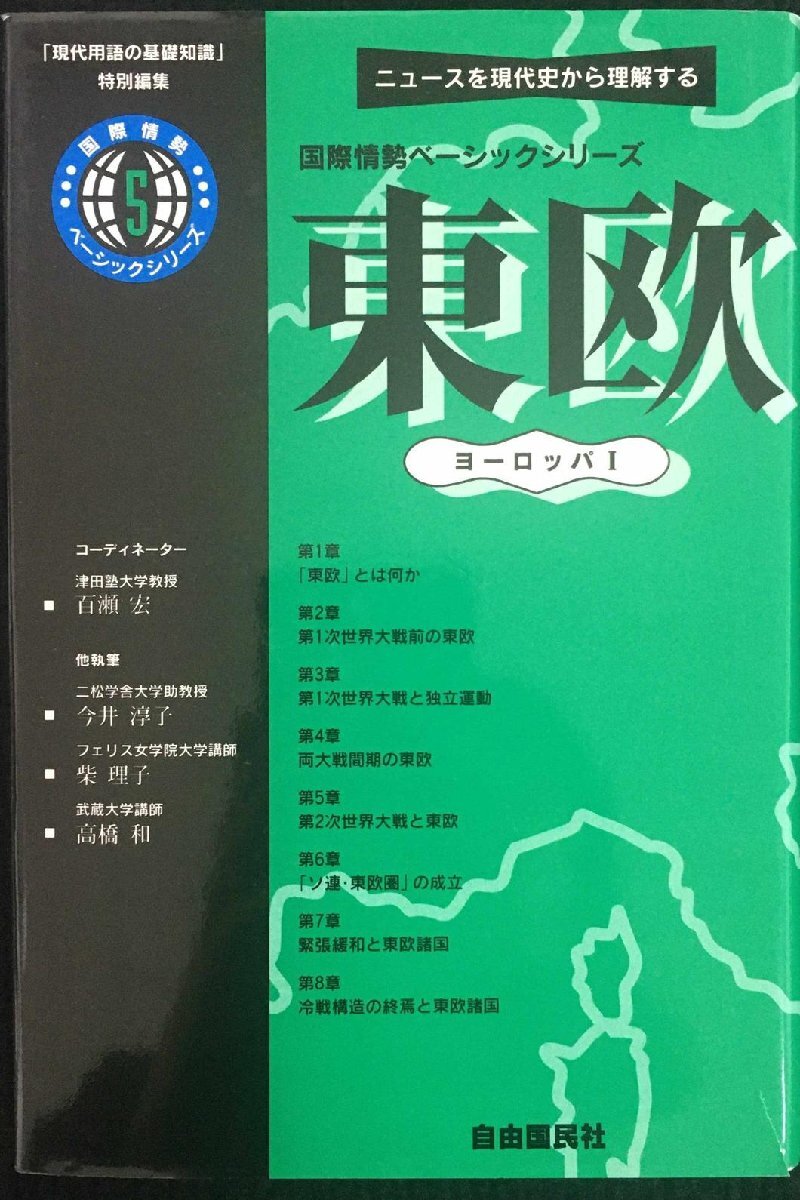 「現代用語の基礎知識」
特別編集
国際情勢
5
ベーシックシリーズ
ニュースを現代史から理解する
国際情勢ベーシックシリーズ
東欧
ヨーロッパⅠ
コーディネーター
津田塾大学教授
■ 百瀬 宏
他執筆
二松学舎大学助教授
■ 今井 淳子
フェリス女学院大学講師
■ 柴 理子
武蔵大学講師
■ 高橋 和
第1章
「東欧」とは何か
第2章
第1次世界大戦前の東欧
第3章
第1次世界大戦と独立運動
第4章
両大戦間期の東欧
第5章
第2次世界大戦と東欧
第6章
「ソ連・東欧圏」の成立
第7章
緊張緩和と東欧諸国
第8章
冷戦構造の終焉と東欧諸国
自由国民社